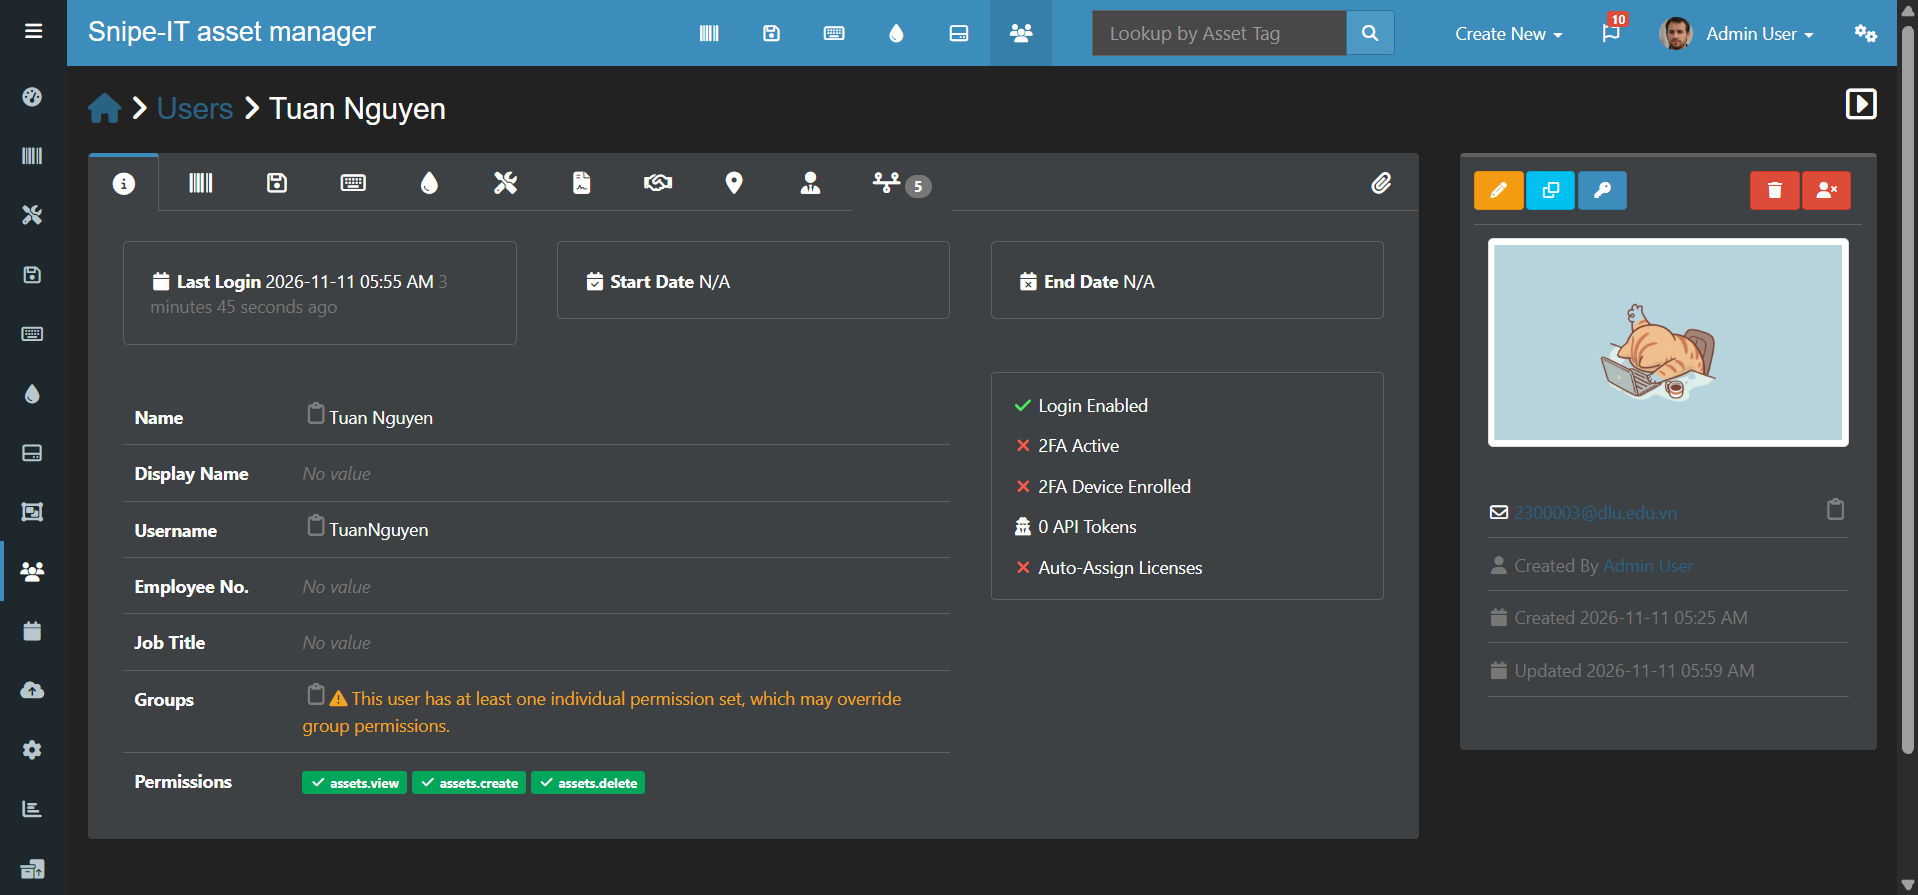 Snipe-IT asset manager
Lookup by Asset Tag
Create New
10
Admin User
Users
Tuan Nguyen
5
Last Login 2026-11-11 05:55 AM 3
minutes 45 seconds ago
Start Date N/A
End Date N/A
Name
Tuan Nguyen
Display Name
No value
Username
TuanNguyen
Employee No.
No value
Job Title
No value
Groups
This user has at least one individual permission set, which may override
group permissions.
Permissions
assets.view
assets.create
assets.delete
Login Enabled
2FA Active
2FA Device Enrolled
0 API Tokens
Auto-Assign Licenses
2300003@dlu.edu.vn
Created By Admin User
Created 2026-11-11 05:25 AM
Updated 2026-11-11 05:59 AM